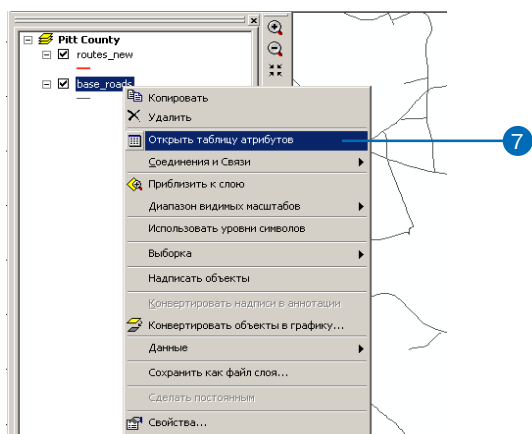 Pitt County
routes_new
base_roads
Копировать
Удалить
Открыть таблицу атрибутов
7
Соединения и Связи
Приблизить к слою
Диапазон видимых масштабов
Использовать уровни символов
Выборка
Надписать объекты
Конвертировать надписи в аннотации
Конвертировать объекты в графику...
Данные
Сохранить как файл слоя...
Сделать постоянным
Свойства...